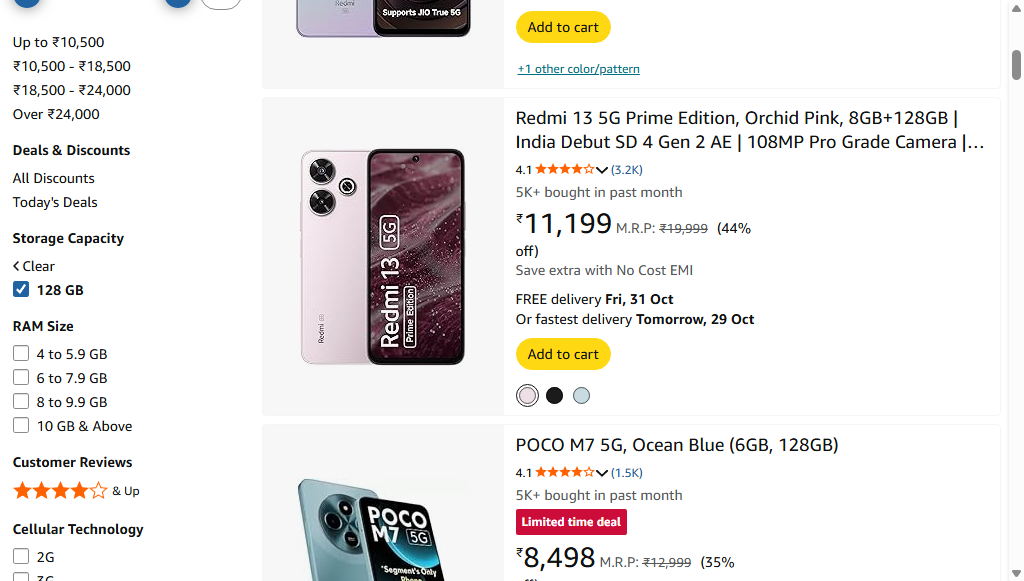 Up to ₹10,500
₹10,500 - ₹18,500
₹18,500 - ₹24,000
Over ₹24,000
Deals & Discounts
All Discounts
Today's Deals
Storage Capacity
Clear
128 GB
RAM Size
4 to 5.9 GB
6 to 7.9 GB
8 to 9.9 GB
10 GB & Above
Customer Reviews
& Up
Cellular Technology
2G
Redmi
Supports JIO True 5G
Add to cart
+1 other color/pattern
Redmi 13 5G
Prime Edition
Redmi 5G
Redmi 13 5G Prime Edition, Orchid Pink, 8GB+128GB |
India Debut SD 4 Gen 2 AE | 108MP Pro Grade Camera |...
4.1 (3.2K)
5K+ bought in past month
₹11,199 M.R.P: ₹19,999 (44%
off)
Save extra with No Cost EMI
FREE delivery Fri, 31 Oct
Or fastest delivery Tomorrow, 29 Oct
Add to cart
POCO
M7 5G
"Segment's Only
POCO M7 5G, Ocean Blue (6GB, 128GB)
4.1 (1.5K)
5K+ bought in past month
Limited time deal
₹8,498 M.R.P: ₹12,999 (35%